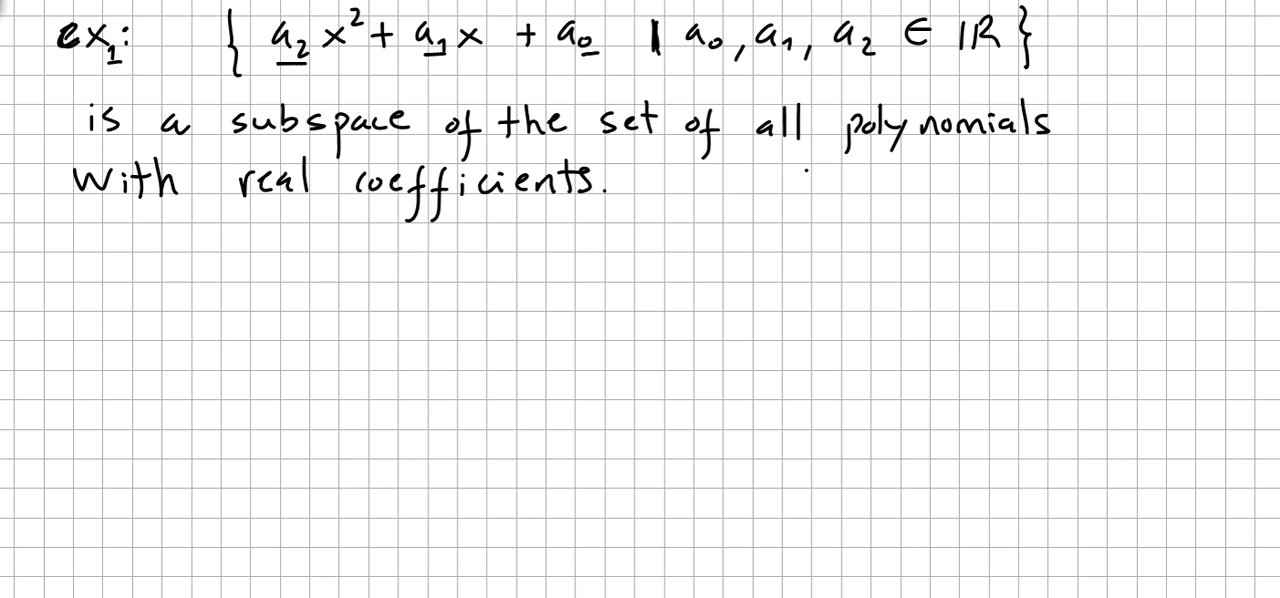 ex₁: { a₂x² + a₁x + a₀ | a₀, a₁, a₂ ∈ ℝ }
is a subspace of the set of all polynomials
with real coefficients.